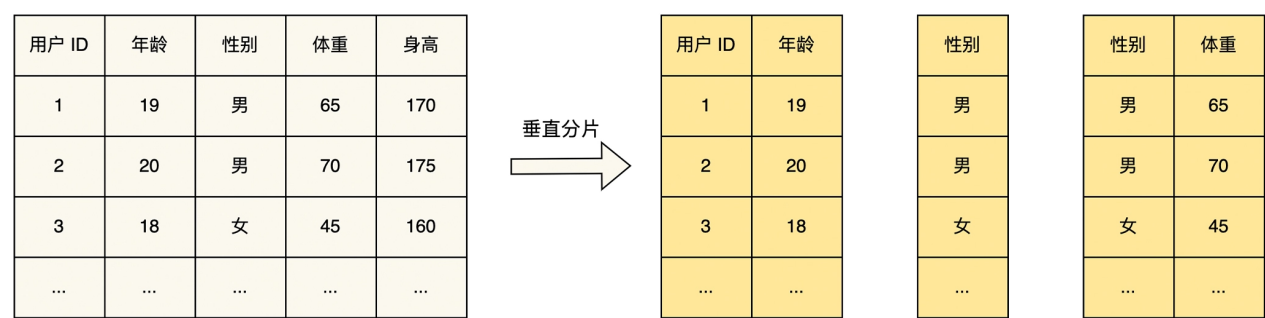 用户 ID 年龄 性别 体重 身高
1 19 男 65 170
2 20 男 70 175
3 18 女 45 160
... ... ... ... ...
垂直分片
用户 ID 年龄
1 19
2 20
3 18
... ...
性别
男
男
女
...
性别 体重
男 65
男 70
女 45
... ...